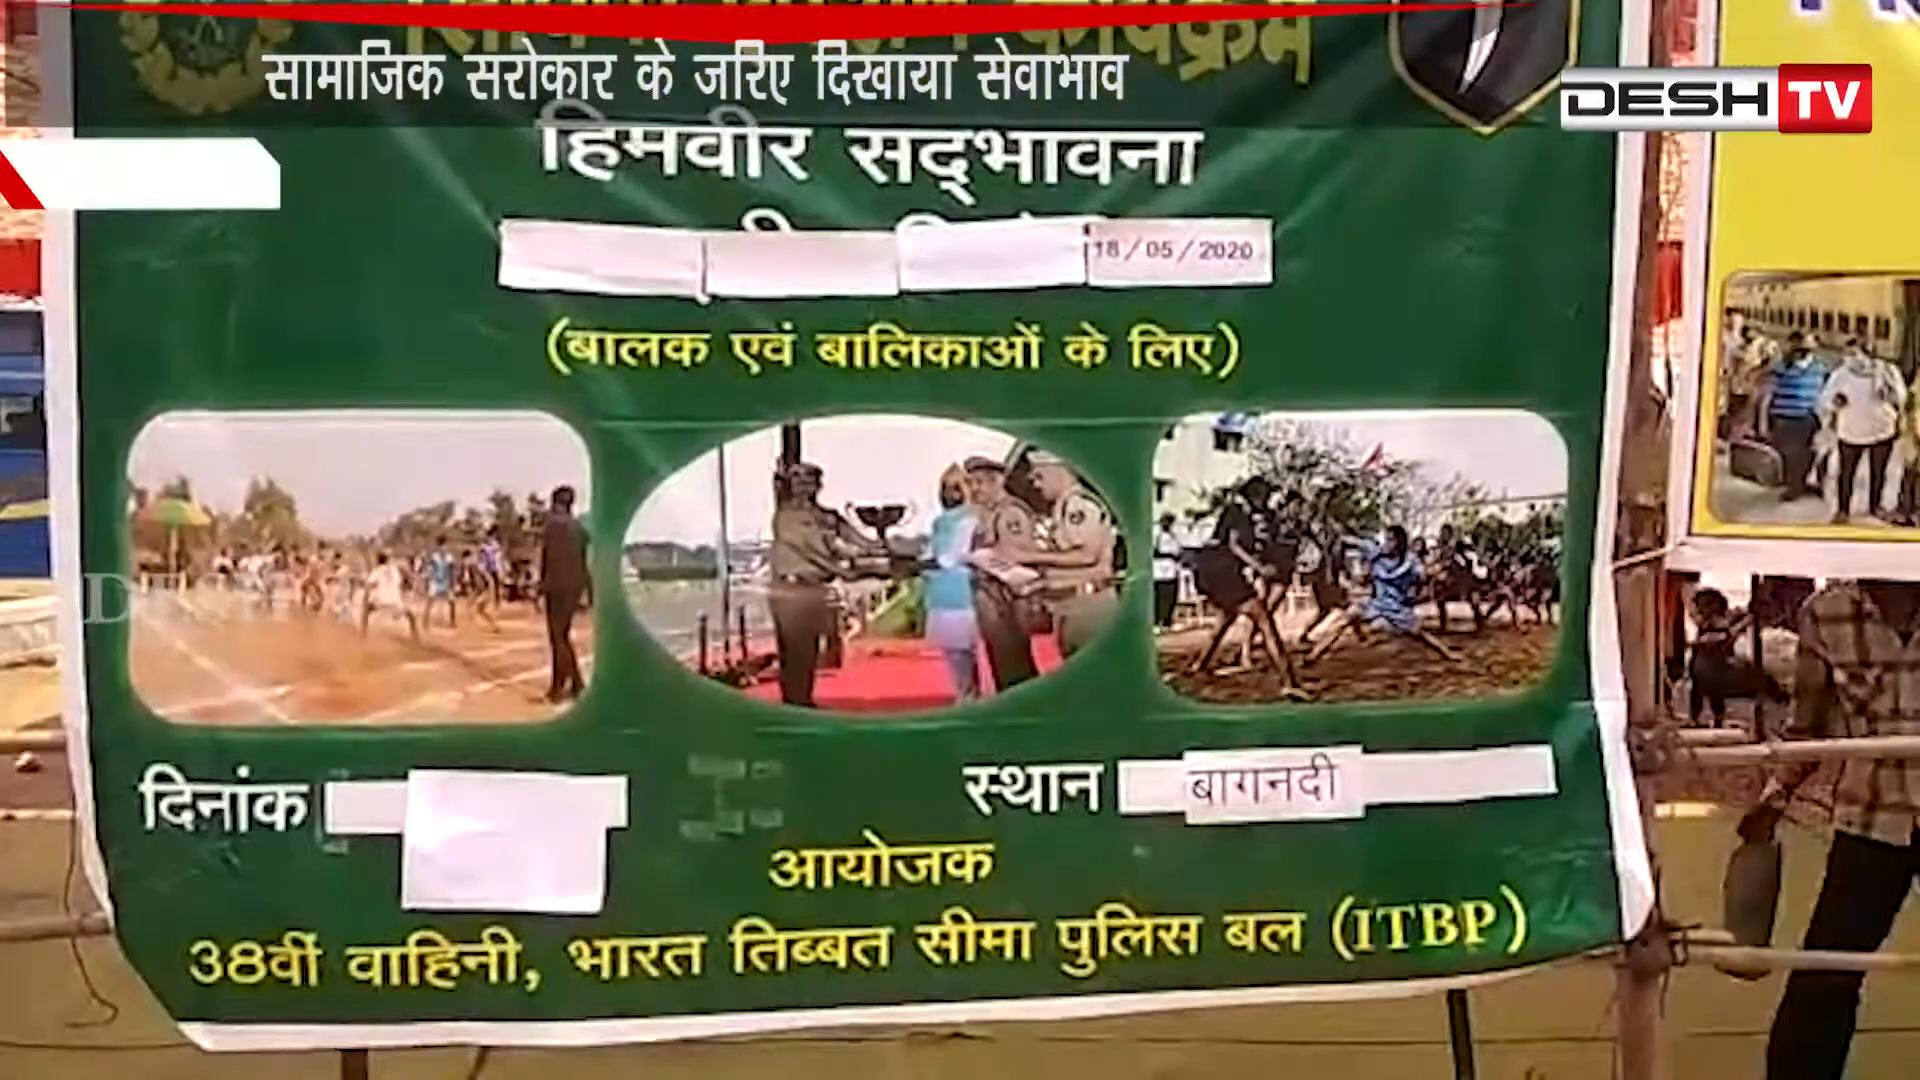 सामाजिक सरोकार के जरिए दिखाया सेवाभाव
DESH TV
हिमवीर सद्भावना
18/05/2020
(बालक एवं बालिकाओं के लिए)
दिनांक
स्थान बागनदी
आयोजक
38वीं वाहिनी, भारत तिब्बत सीमा पुलिस बल (ITBP)